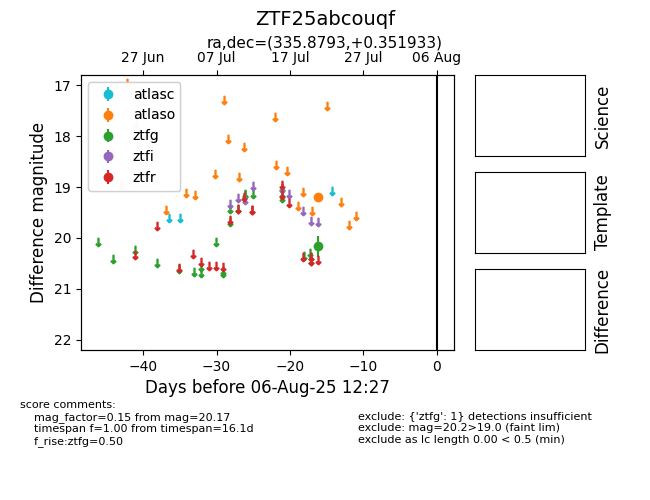 ZTF25abcouqf
ra,dec=(335.8793,+0.351933)
27 Jun 07 Jul 17 Jul 27 Jul 06 Aug
17
18
19
20
21
22
Difference magnitude
atlasc
atlaso
ztfg
ztfi
ztfr
−40 −30 −20 −10 0
Days before 06-Aug-25 12:27
Science
Template
Difference
score comments:
mag_factor=0.15 from mag=20.17
timespan f=1.00 from timespan=16.1d
f_rise:ztfg=0.50
exclude: {'ztfg': 1} detections insufficient
exclude: mag=20.2>19.0 (faint lim)
exclude as lc length 0.00 < 0.5 (min)